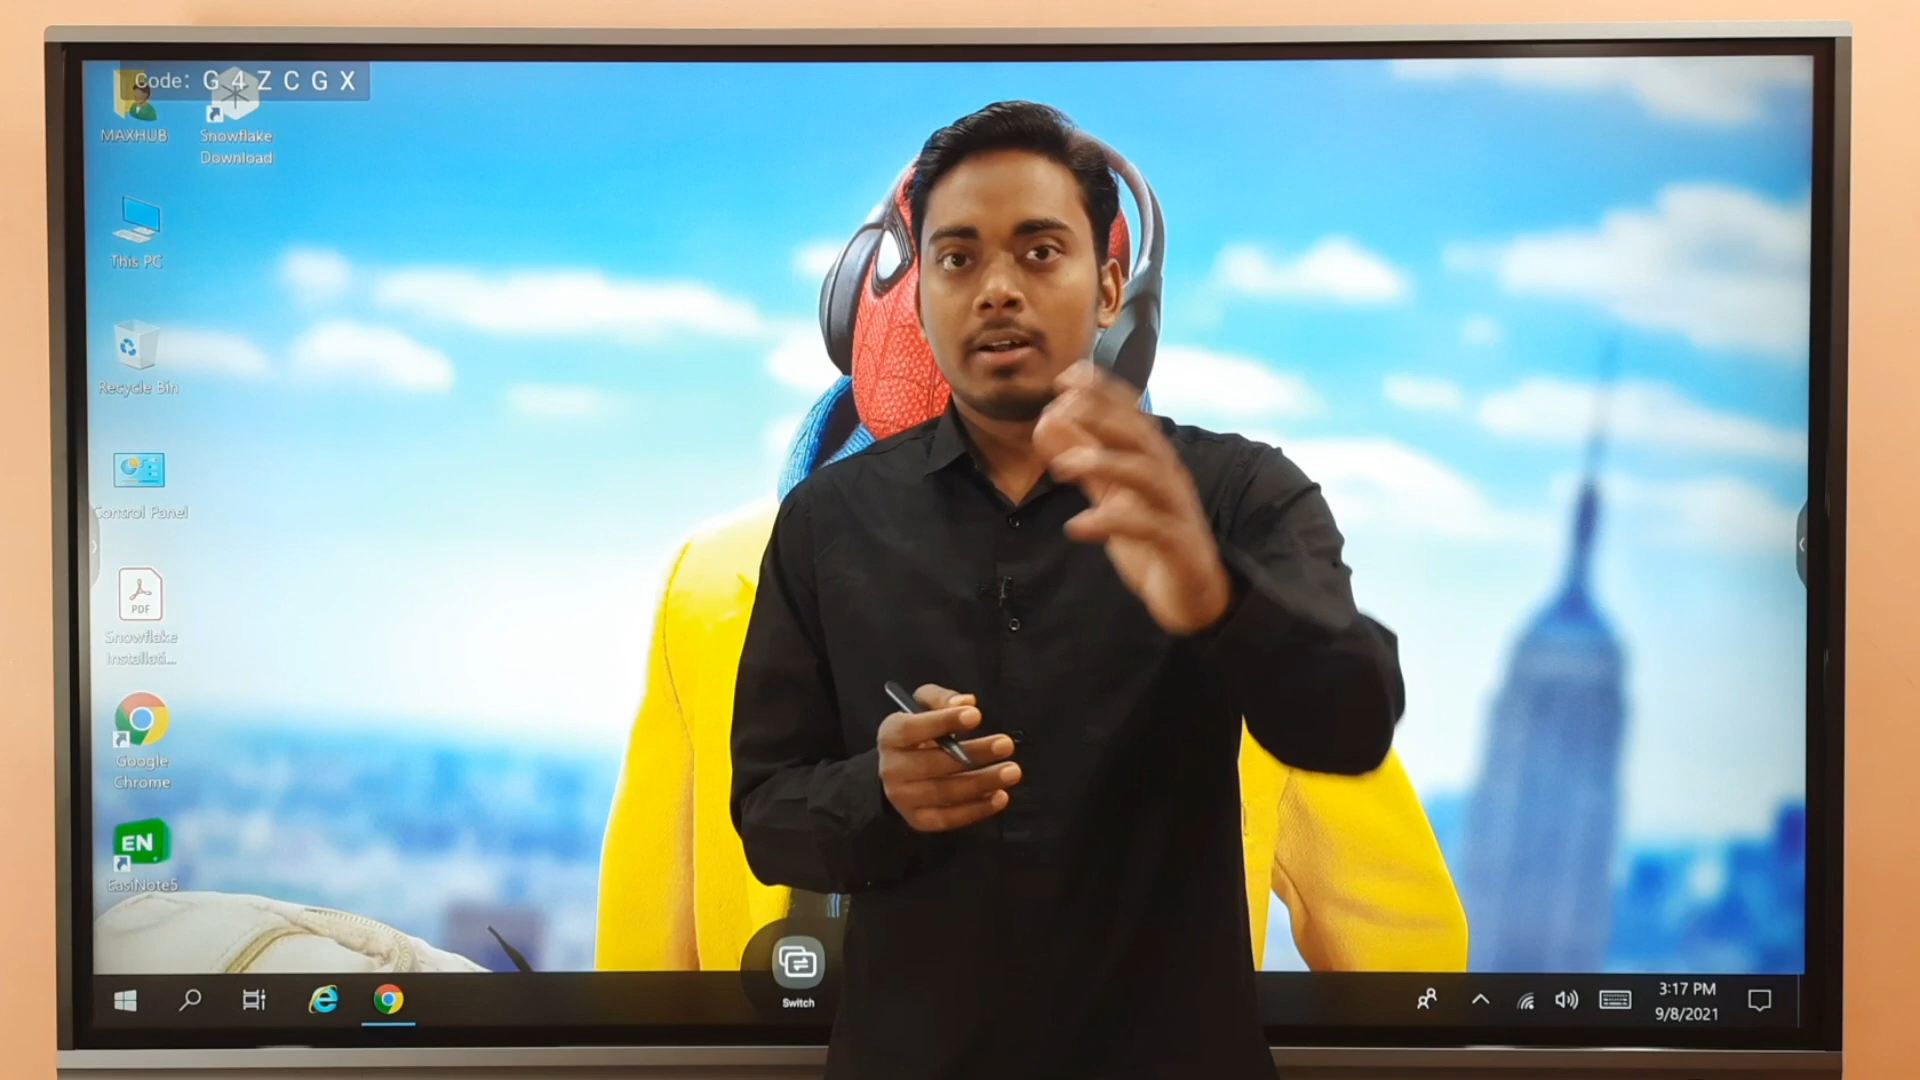 Code: G 4 Z C G X
MAXHUB
Snowflake
Download
This PC
Recycle Bin
Control Panel
PDF
Snowflake
Installati...
Google
Chrome
EN
EasiNote5
Switch
3:17 PM
9/8/2021